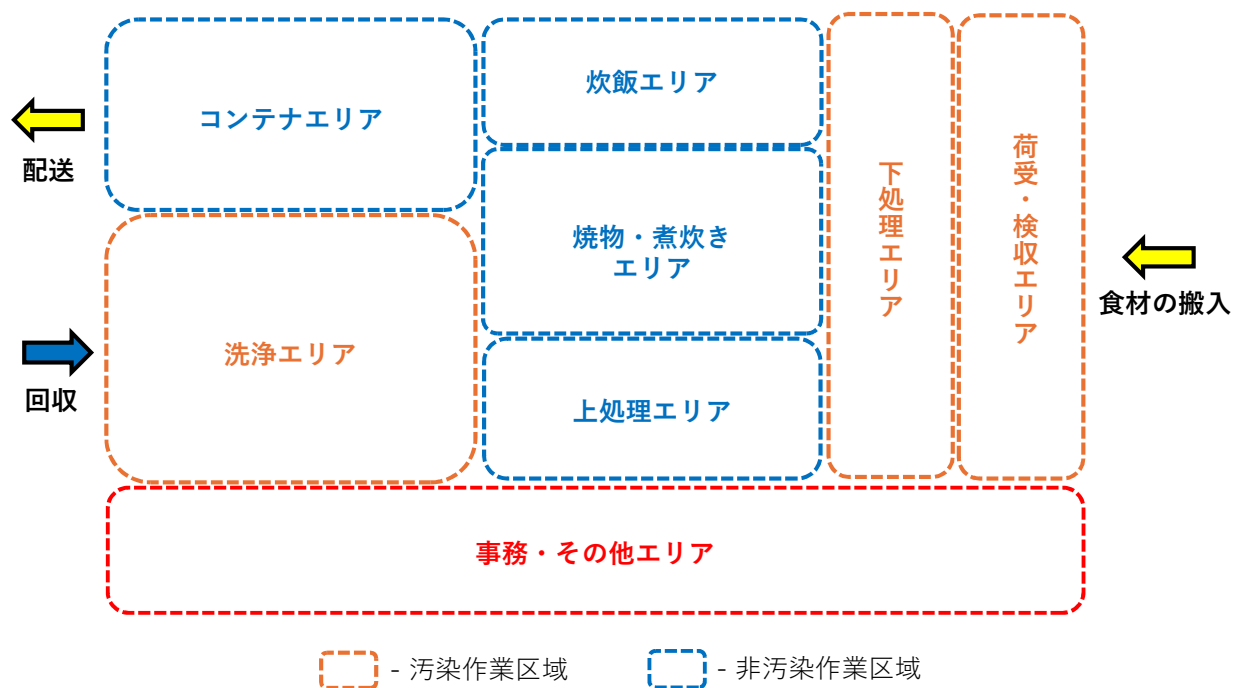 コンテナエリア
炊飯エリア
下処理エリア
荷受・検収エリア
配送
焼物・煮炊き
エリア
食材の搬入
洗浄エリア
回収
上処理エリア
事務・その他エリア
- 汚染作業区域
- 非汚染作業区域